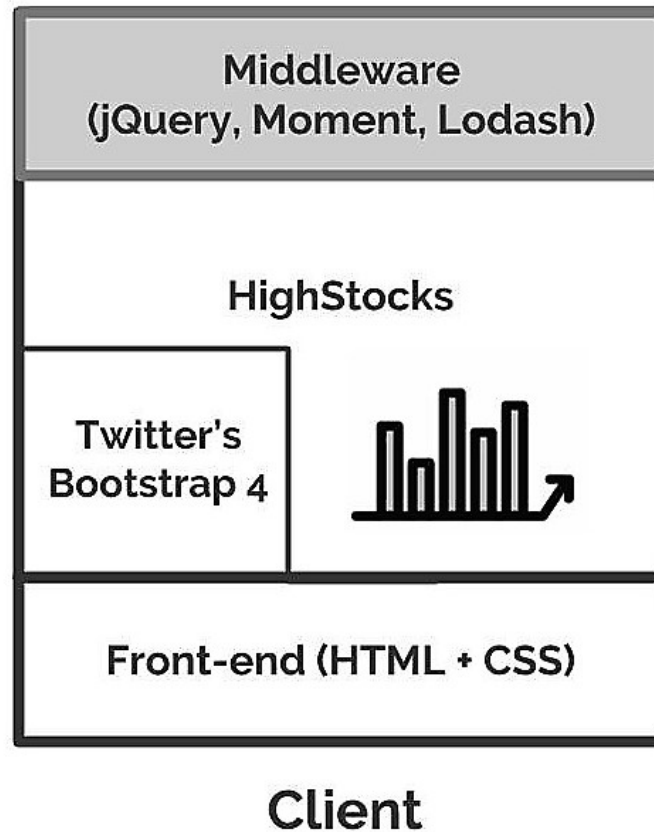 Middleware
(jQuery, Moment, Lodash)
HighStocks
Twitter's
Bootstrap 4
Front-end (HTML + CSS)
Client